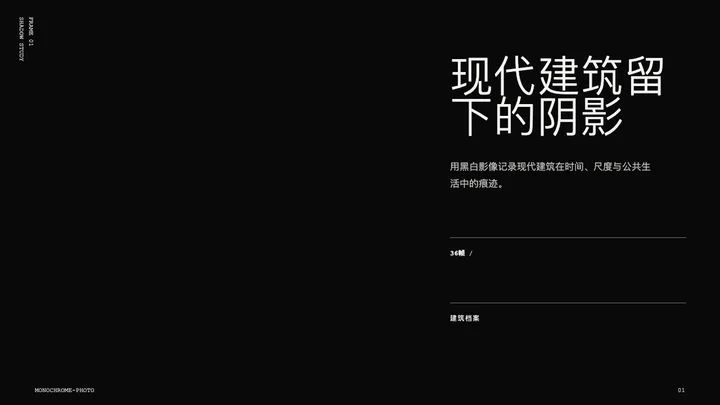 FRAME 01
SHADOW STUDY
现代建筑留
下的阴影
用黑白影像记录现代建筑在时间、尺度与公共生
活中的痕迹。
36帧 /
建筑档案
MONOCHROME-PHOTO
01